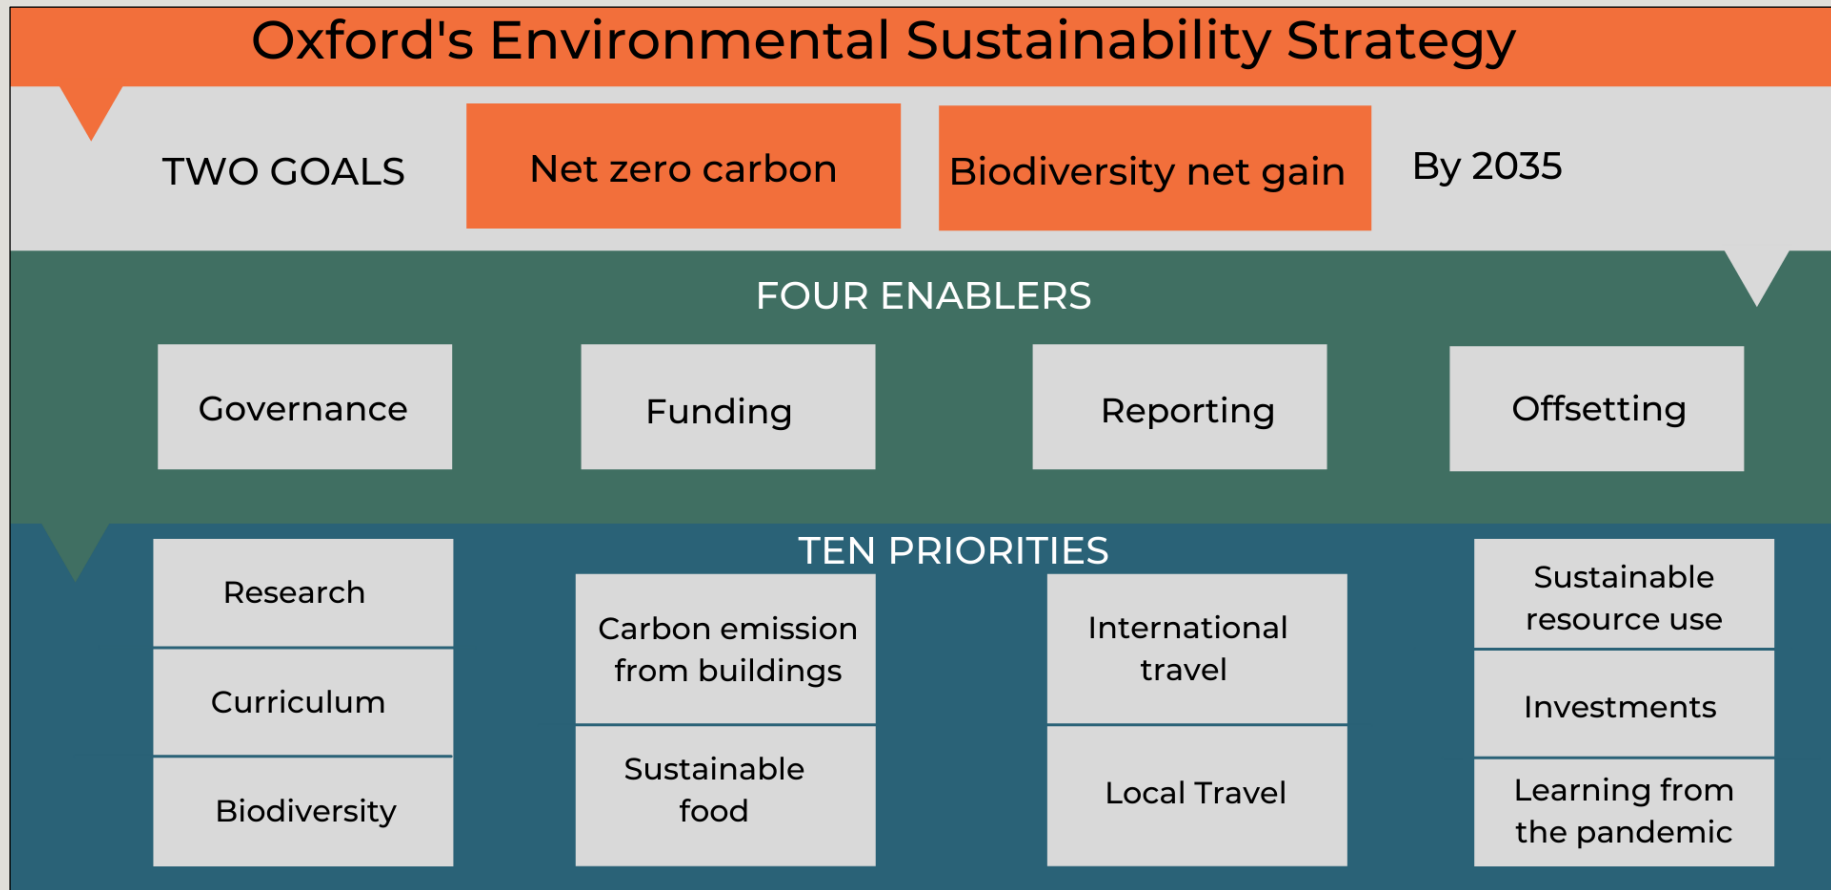 Oxford's Environmental Sustainability Strategy
TWO GOALS
Net zero carbon
Biodiversity net gain
By 2035
FOUR ENABLERS
Governance
Funding
Reporting
Offsetting
TEN PRIORITIES
Research
Curriculum
Biodiversity
Carbon emission
from buildings
Sustainable
food
International
travel
Local Travel
Sustainable
resource use
Investments
Learning from
the pandemic